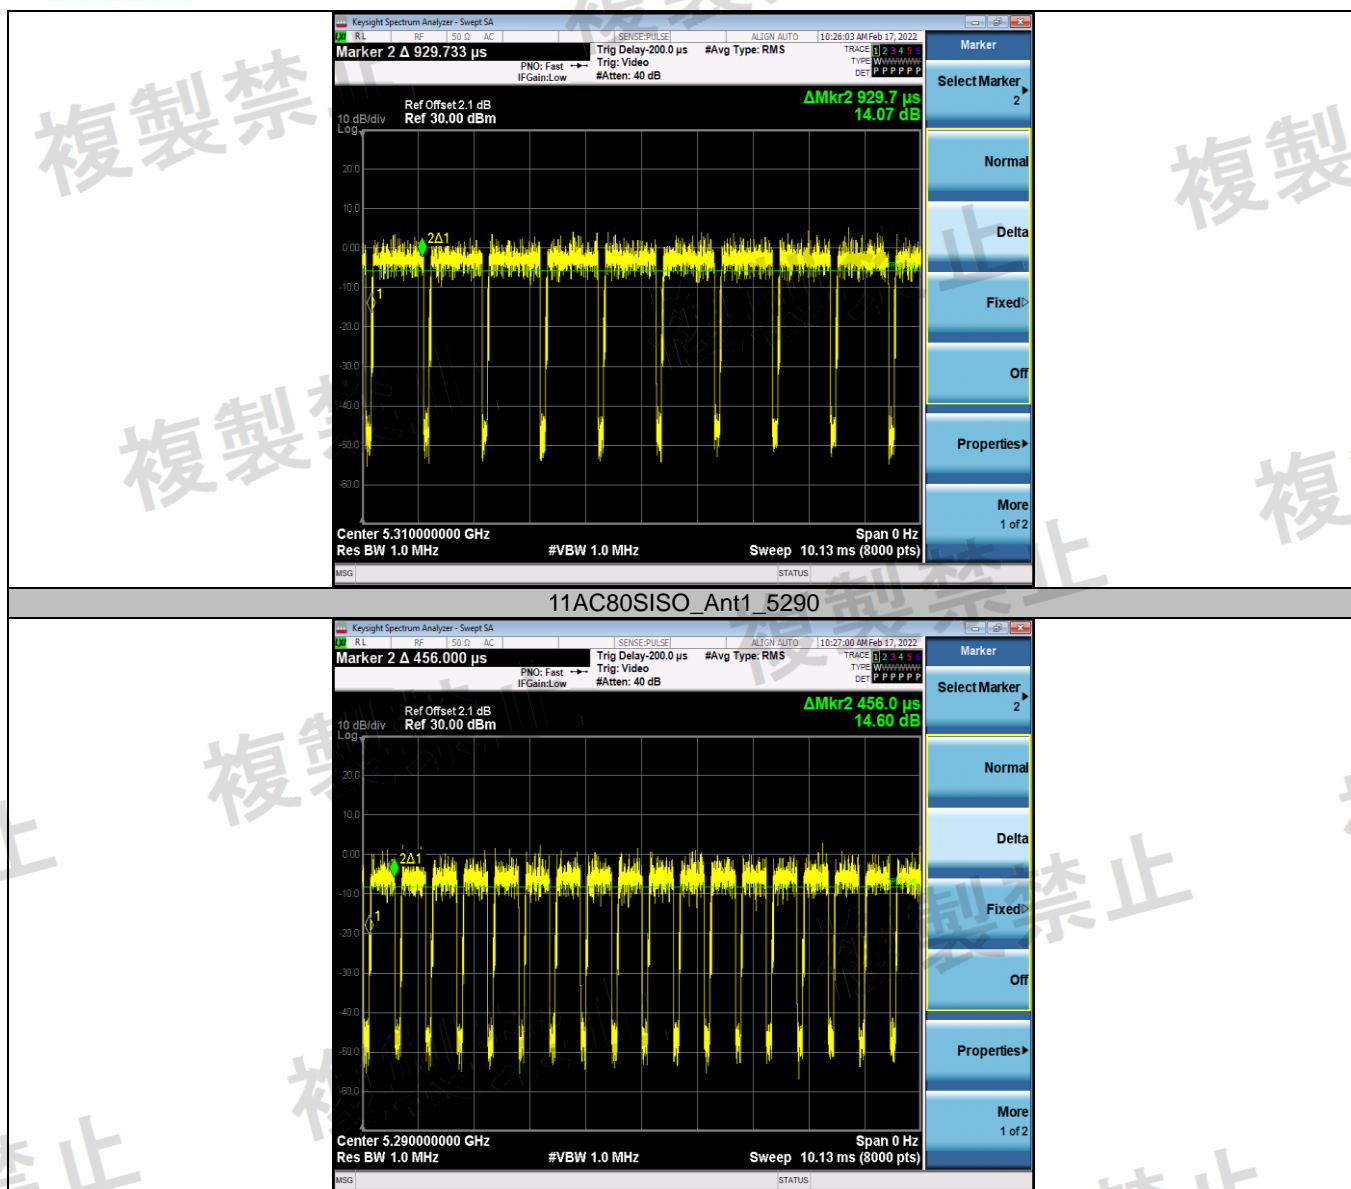 Keysight Spectrum Analyzer - Swept SA
LXI RL RF 50 Ω AC SENSE:PULSE ALIGN AUTO 10:26:03 AM Feb 17, 2022
Marker 2 Δ 929.733 µs
PNO: Fast
IFGain:Low
Trig Delay-200.0 µs
Trig: Video
#Atten: 40 dB
#Avg Type: RMS
TRACE 1 2 3 4 5 6
TYPE WWWWWW
DET P P P P P P
ΔMkr2 929.7 µs
14.07 dB
Ref Offset 2.1 dB
10 dB/div Ref 30.00 dBm
Log
20.0
10.0
0.00
-10.0
-20.0
-30.0
-40.0
-50.0
-60.0
2Δ1
1
Center 5.310000000 GHz Span 0 Hz
Res BW 1.0 MHz #VBW 1.0 MHz Sweep 10.13 ms (8000 pts)
MSG STATUS
Marker
Select Marker
2
Normal
Delta
Fixed
Off
Properties
More
1 of 2
11AC80SISO_Ant1_5290
Keysight Spectrum Analyzer - Swept SA
LXI RL RF 50 Ω AC SENSE:PULSE ALIGN AUTO 10:27:00 AM Feb 17, 2022
Marker 2 Δ 456.000 µs
PNO: Fast
IFGain:Low
Trig Delay-200.0 µs
Trig: Video
#Atten: 40 dB
#Avg Type: RMS
TRACE 1 2 3 4 5 6
TYPE WWWWWW
DET P P P P P P
ΔMkr2 456.0 µs
14.60 dB
Ref Offset 2.1 dB
10 dB/div Ref 30.00 dBm
Log
20.0
10.0
0.00
-10.0
-20.0
-30.0
-40.0
-50.0
-60.0
2Δ1
1
Center 5.290000000 GHz Span 0 Hz
Res BW 1.0 MHz #VBW 1.0 MHz Sweep 10.13 ms (8000 pts)
MSG STATUS
Marker
Select Marker
2
Normal
Delta
Fixed
Off
Properties
More
1 of 2
複製禁止